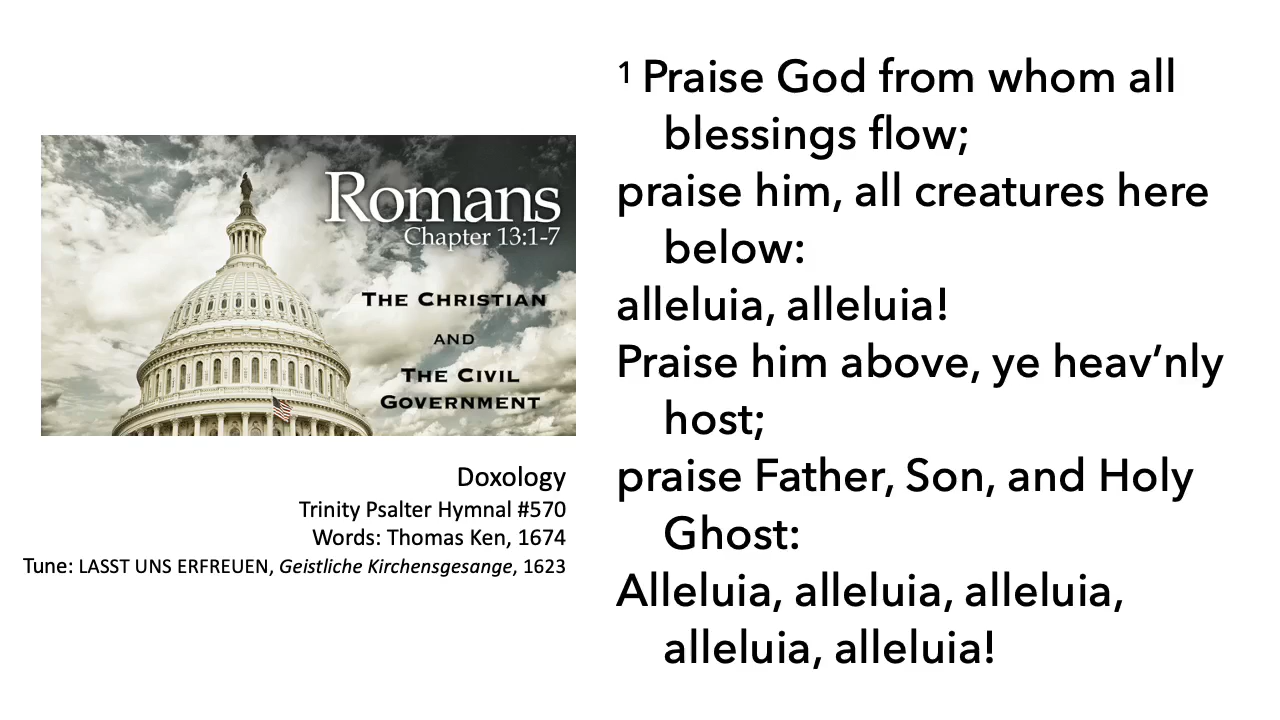 Romans
Chapter 13:1-7
The Christian
and
The Civil
Government
Doxology
Trinity Psalter Hymnal #570
Words: Thomas Ken, 1674
Tune: LASST UNS ERFREUEN, Geistliche Kirchensgesange, 1623
1 Praise God from whom all
blessings flow;
praise him, all creatures here
below:
alleluia, alleluia!
Praise him above, ye heav’nly
host;
praise Father, Son, and Holy
Ghost:
Alleluia, alleluia, alleluia,
alleluia, alleluia!